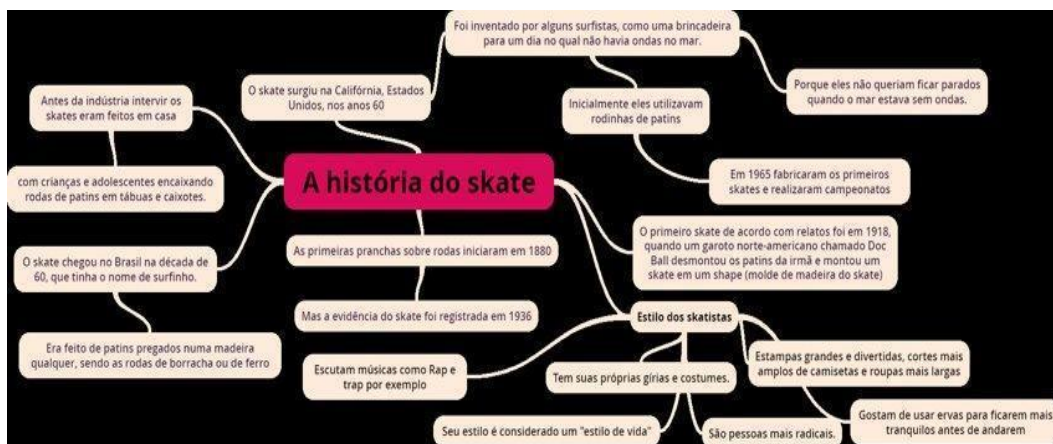 Foi inventado por alguns surfistas, como uma brincadeira
para um dia no qual não havia ondas no mar.
O skate surgiu na Califórnia, Estados
Unidos, nos anos 60
Porque eles não queriam ficar parados
quando o mar estava sem ondas.
Inicialmente eles utilizavam
rodinhas de patins
Em 1965 fabricaram os primeiros
skates e realizaram campeonatos
Antes da indústria intervir os
skates eram feitos em casa
com crianças e adolescentes encaixando
rodas de patins em tábuas e caixotes.
A história do skate
O skate chegou no Brasil na década de
60, que tinha o nome de surfinho.
Era feito de patins pregados numa madeira
qualquer, sendo as rodas de borracha ou de ferro
As primeiras pranchas sobre rodas iniciaram em 1880
Mas a evidência do skate foi registrada em 1936
O primeiro skate de acordo com relatos foi em 1918,
quando um garoto norte-americano chamado Doc
Ball desmontou os patins da irmã e montou um
skate em um shape (molde de madeira do skate)
Estilo dos skatistas
Escutam músicas como Rap e
trap por exemplo
Tem suas próprias gírias e costumes.
Estampas grandes e divertidas, cortes mais
amplos de camisetas e roupas mais largas
Seu estilo é considerado um "estilo de vida"
São pessoas mais radicais.
Gostam de usar ervas para ficarem mais
tranquilos antes de andarem